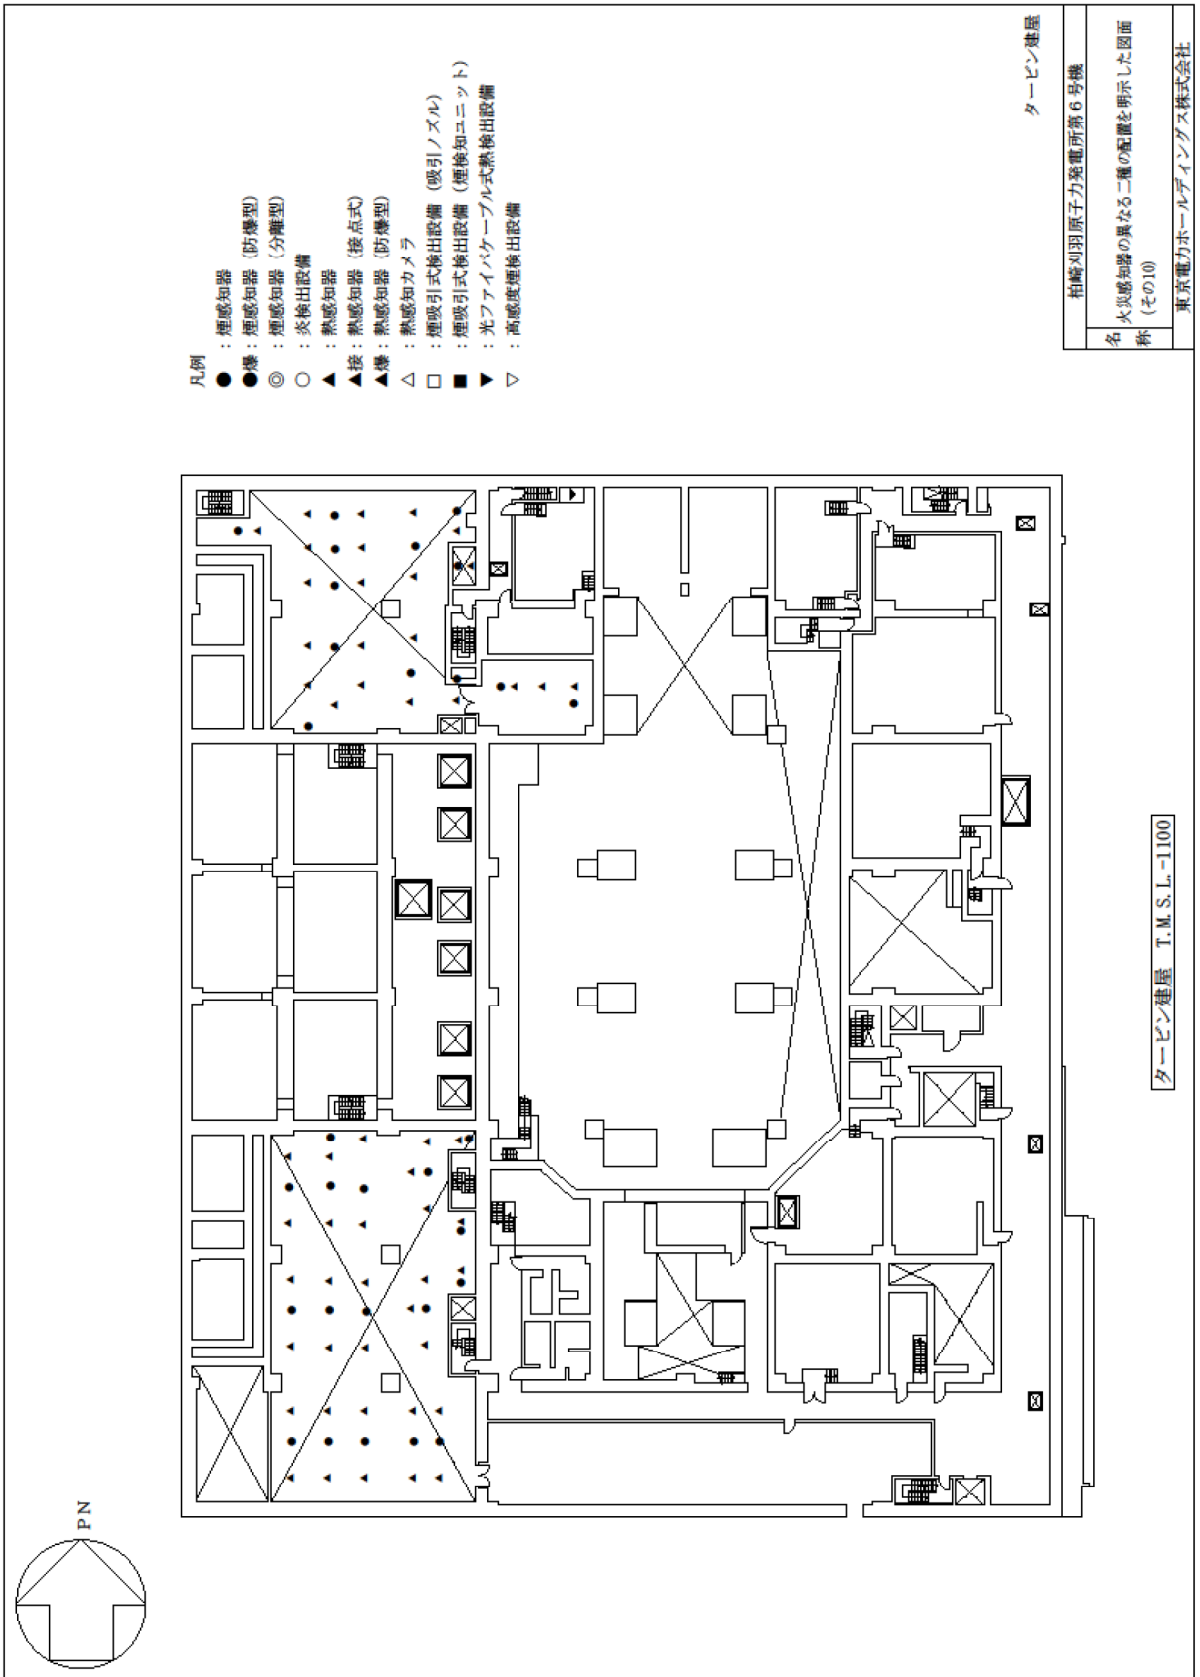 凡例
● ：煙感知器
●爆：煙感知器（防爆型）
◎ ：煙感知器（分離型）
○ ：炎検出設備
▲ ：熱感知器
▲接：熱感知器（接点式）
▲爆：熱感知器（防爆型）
△ ：熱感知カメラ
□ ：煙吸引式検出設備（吸引ノズル）
■ ：煙吸引式検出設備（煙検知ユニット）
▼ ：光ファイバケーブル式熱検出設備
▽ ：高感度煙検出設備
PN
タービン建屋 T.M.S.L.-1100
タービン建屋
柏崎刈羽原子力発電所第6号機
名称
火災感知器の異なる二種の配置を明示した図面
（その10）
東京電力ホールディングス株式会社